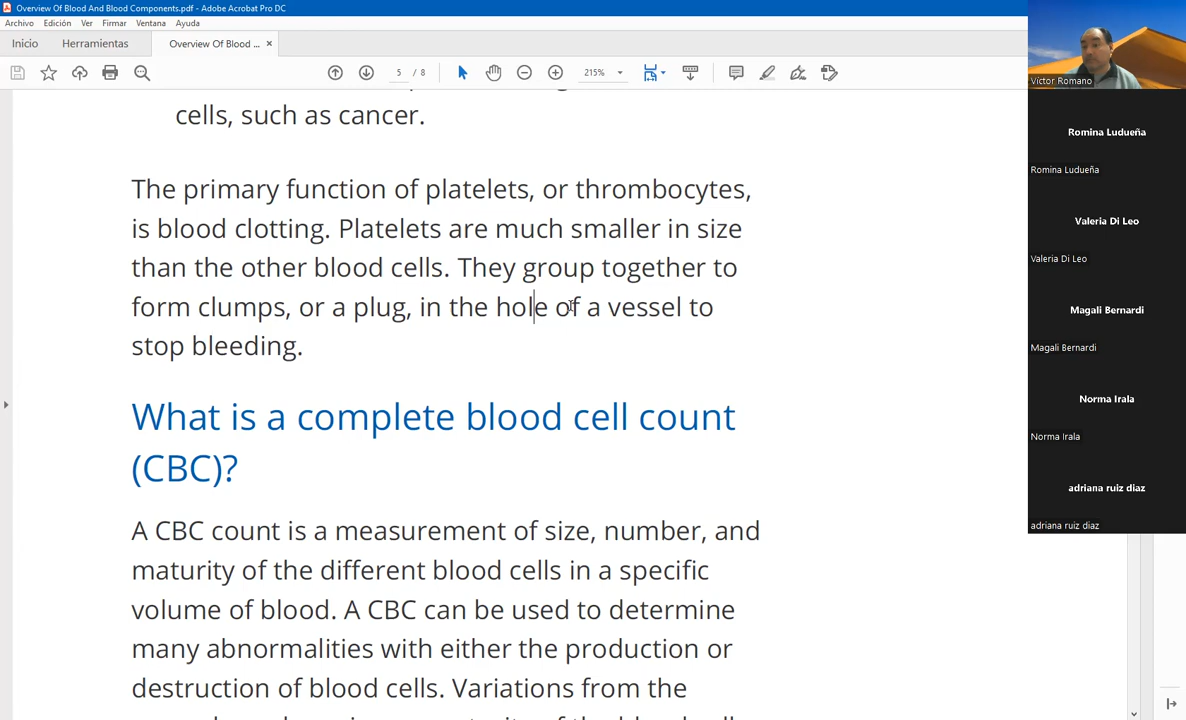 Overview Of Blood And Blood Components.pdf - Adobe Acrobat Pro DC
Archivo Edición Ver Firmar Ventana Ayuda
Inicio Herramientas Overview Of Blood ... ×
5 / 8 215%
cells, such as cancer.
The primary function of platelets, or thrombocytes,
is blood clotting. Platelets are much smaller in size
than the other blood cells. They group together to
form clumps, or a plug, in the hole of a vessel to
stop bleeding.
What is a complete blood cell count
(CBC)?
A CBC count is a measurement of size, number, and
maturity of the different blood cells in a specific
volume of blood. A CBC can be used to determine
many abnormalities with either the production or
destruction of blood cells. Variations from the
Víctor Romano
Romina Ludueña
Romina Ludueña
Valeria Di Leo
Valeria Di Leo
Magali Bernardi
Magali Bernardi
Norma Irala
Norma Irala
adriana ruiz diaz
adriana ruiz diaz